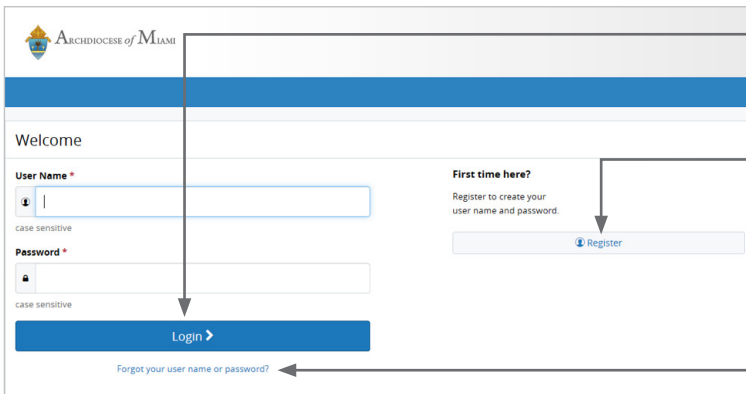 ARCHDIOCESE of MIAMI
Welcome
User Name *
case sensitive
Password *
case sensitive
Login
Forgot your user name or password?
First time here?
Register to create your
user name and password.
Register